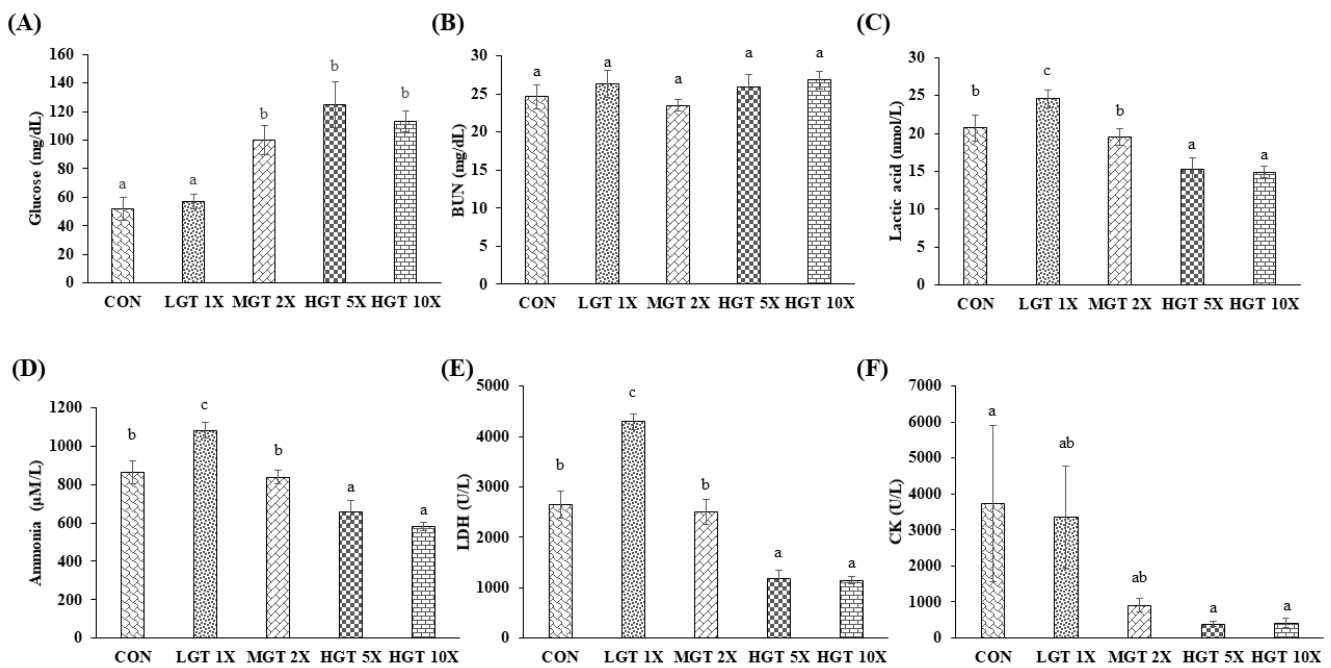 (A)
160
140
120
100
80
60
40
20
0
Glucose (mg/dL)
a
a
b
b
b
CON LGT 1X MGT 2X HGT 5X HGT 10X
(B)
30
25
20
15
10
5
0
BUN (mg/dL)
a
a
a
a
a
CON LGT 1X MGT 2X HGT 5X HGT 10X
(C)
30
25
20
15
10
5
0
Lactic acid (nmol/L)
b
c
b
a
a
CON LGT 1X MGT 2X HGT 5X HGT 10X
(D)
1200
1000
800
600
400
200
0
Ammonia (μM/L)
b
c
b
a
a
CON LGT 1X MGT 2X HGT 5X HGT 10X
(E)
5000
4000
3000
2000
1000
0
LDH (U/L)
b
c
b
a
a
CON LGT 1X MGT 2X HGT 5X HGT 10X
(F)
7000
6000
5000
4000
3000
2000
1000
0
CK (U/L)
a
ab
ab
a
a
CON LGT 1X MGT 2X HGT 5X HGT 10X